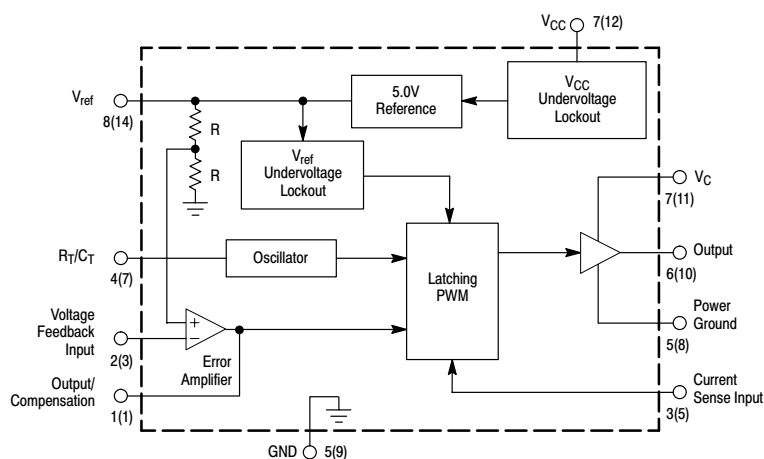 VCC 7(12)
Vref
8(14)
R
R
5.0V
Reference
VCC
Undervoltage
Lockout
Vref
Undervoltage
Lockout
VC
7(11)
RT/CT
4(7)
Oscillator
Latching
PWM
Output
6(10)
Voltage
Feedback
Input
2(3)
+
−
Error
Amplifier
Power
Ground
5(8)
Output/
Compensation
1(1)
Current
Sense Input
3(5)
GND 5(9)